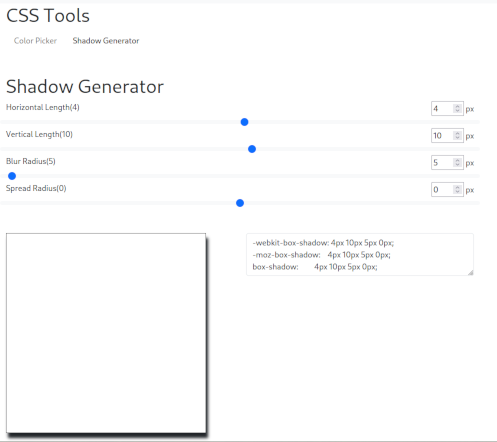 CSS Tools
Color Picker Shadow Generator
Shadow Generator
Horizontal Length(4) 4 px
Vertical Length(10) 10 px
Blur Radius(5) 5 px
Spread Radius(0) 0 px
-webkit-box-shadow: 4px 10px 5px 0px;
-moz-box-shadow: 4px 10px 5px 0px;
box-shadow: 4px 10px 5px 0px;